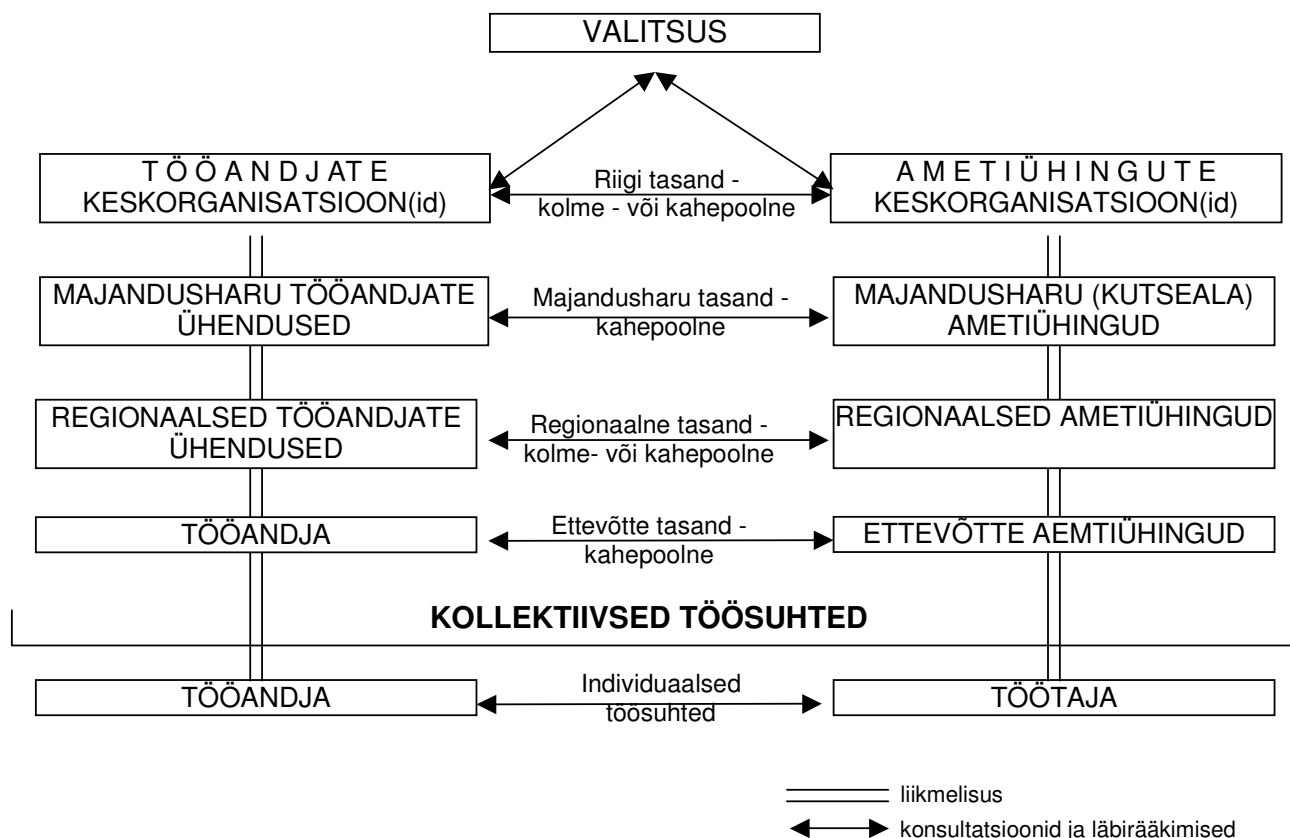 VALITSUS
T Ö Ö A N D J A T E
KESKORGANISATSIOON(id)
Riigi tasand -
kolme - või kahepoolne
A M E T I Ü H I N G U T E
KESKORGANISATSIOON(id)
MAJANDUSHARU TÖÖANDJATE
ÜHENDUSED
Majandusharu tasand -
kahepoolne
MAJANDUSHARU (KUTSEALA)
AMETIÜHINGUD
REGIONAALSED TÖÖANDJATE
ÜHENDUSED
Regionaalne tasand -
kolme- või kahepoolne
REGIONAALSED AMETIÜHINGUD
TÖÖANDJA
Ettevõtte tasand -
kahepoolne
ETTEVÕTTE AEMTIÜHINGUD
KOLLEKTIIVSED TÖÖSUHTED
TÖÖANDJA
Individuaalsed
töösuhted
TÖÖTAJA
liikmelisus
konsultatsioonid ja läbirääkimised